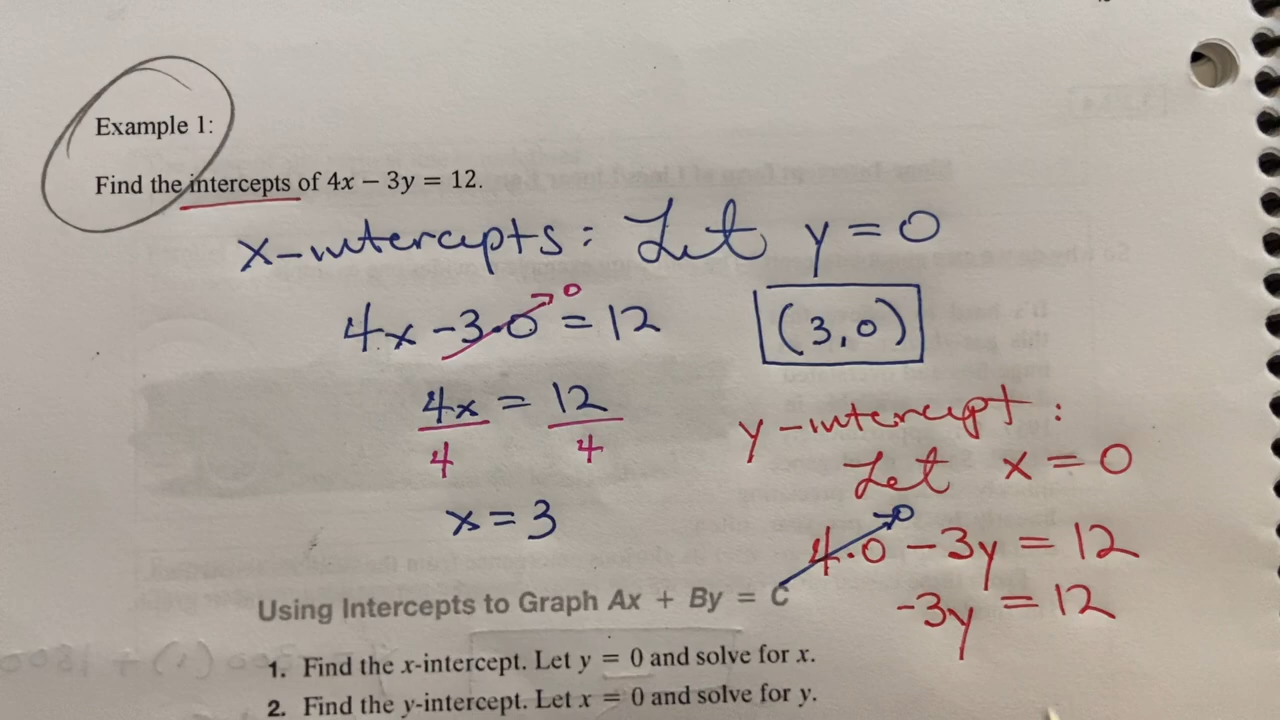 Example 1:
Find the intercepts of 4x − 3y = 12.
x-intercepts: Let y = 0
4x - 3·0 = 12
0
(3,0)
4x = 12
4 4
x = 3
y-intercept:
Let x = 0
0
4·0 - 3y = 12
-3y = 12
Using Intercepts to Graph Ax + By = C
1. Find the x-intercept. Let y = 0 and solve for x.
2. Find the y-intercept. Let x = 0 and solve for y.